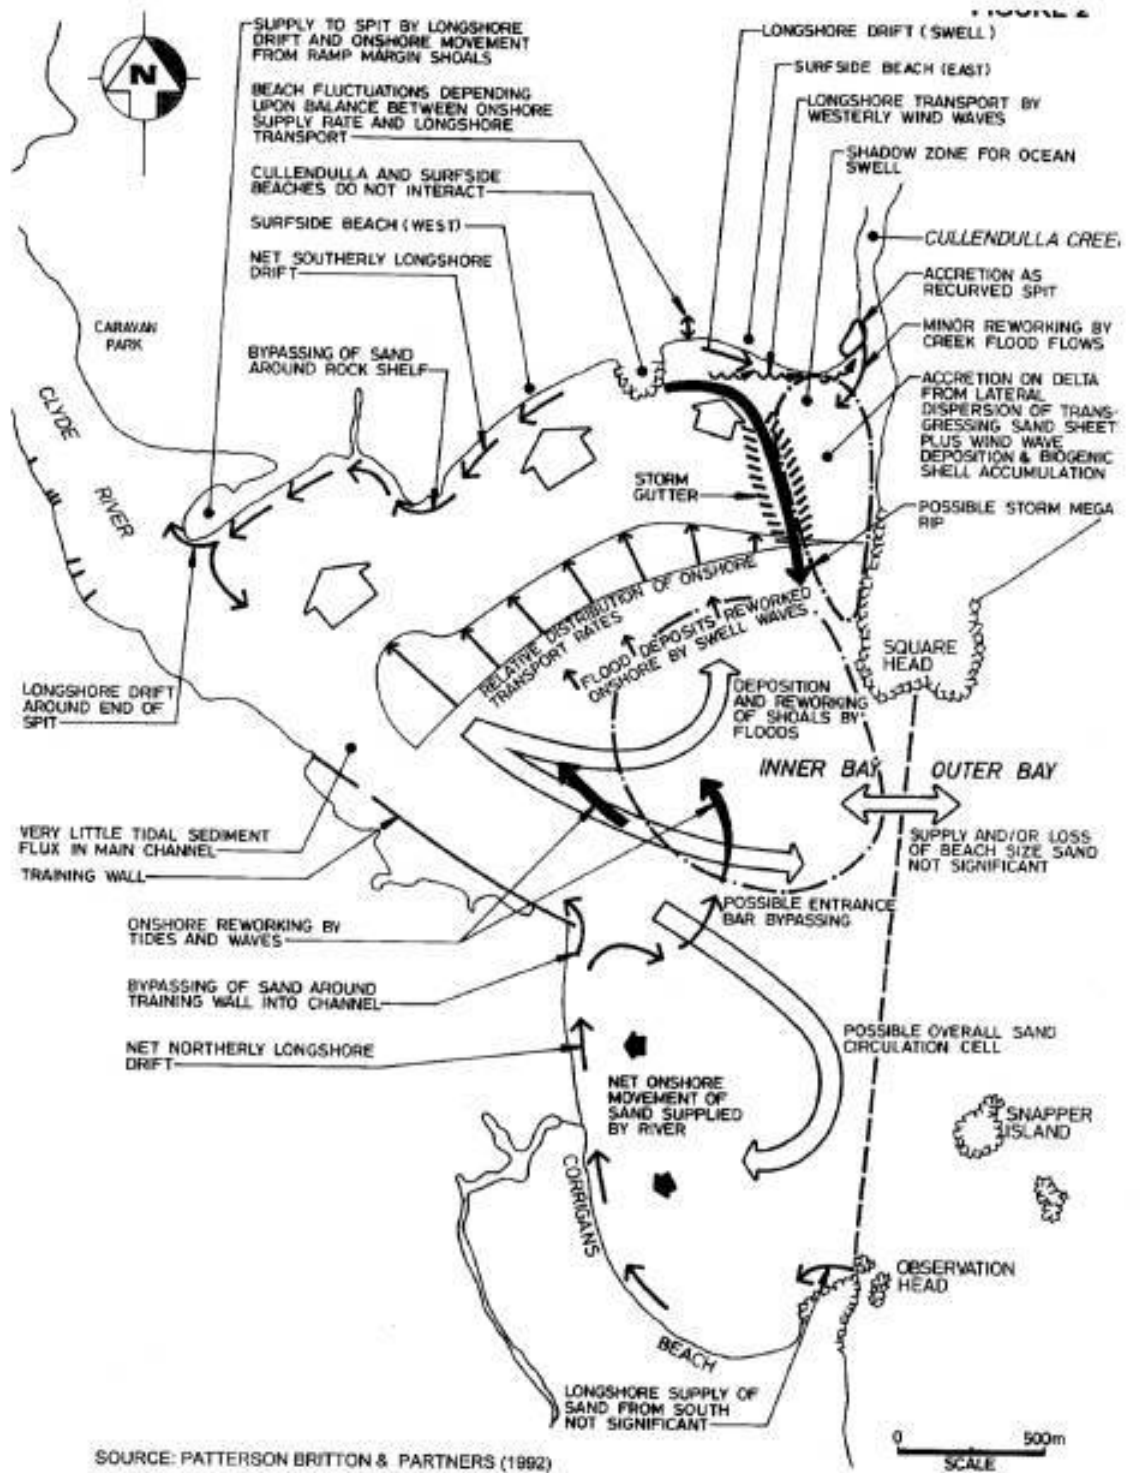 FIGURE 2
N
SUPPLY TO SPIT BY LONGSHORE
DRIFT AND ONSHORE MOVEMENT
FROM RAMP MARGIN SHOALS
BEACH FLUCTUATIONS DEPENDING
UPON BALANCE BETWEEN ONSHORE
SUPPLY RATE AND LONGSHORE
TRANSPORT
CULLENDULLA AND SURFSIDE
BEACHES DO NOT INTERACT
SURFSIDE BEACH (WEST)
NET SOUTHERLY LONGSHORE
DRIFT
CARAVAN
PARK
BYPASSING OF SAND
AROUND ROCK SHELF
CLYDE
RIVER
LONGSHORE DRIFT (SWELL)
SURFSIDE BEACH (EAST)
LONGSHORE TRANSPORT BY
WESTERLY WIND WAVES
SHADOW ZONE FOR OCEAN
SWELL
CULLENDULLA CREE
ACCRETION AS
RECURVED SPIT
MINOR REWORKING BY
CREEK FLOOD FLOWS
ACCRETION ON DELTA
FROM LATERAL
DISPERSION OF TRANS-
GRESSING SAND SHEET
PLUS WIND WAVE
DEPOSITION & BIOGENIC
SHELL ACCUMULATION
STORM
GUTTER
POSSIBLE STORM MEGA
RIP
RELATIVE DISTRIBUTION OF ONSHORE
TRANSPORT RATES
FLOOD DEPOSITS REWORKED
ONSHORE BY SWELL WAVES
SQUARE
HEAD
LONGSHORE DRIFT
AROUND END OF
SPIT
DEPOSITION
AND REWORKING
OF SHOALS BY
FLOODS
INNER BAY
OUTER BAY
VERY LITTLE TIDAL SEDIMENT
FLUX IN MAIN CHANNEL
TRAINING WALL
SUPPLY AND/OR LOSS
OF BEACH SIZE SAND
NOT SIGNIFICANT
ONSHORE REWORKING BY
TIDES AND WAVES
POSSIBLE ENTRANCE
BAR BYPASSING
BYPASSING OF SAND AROUND
TRAINING WALL INTO CHANNEL
NET NORTHERLY LONGSHORE
DRIFT
POSSIBLE OVERALL SAND
CIRCULATION CELL
NET ONSHORE
MOVEMENT OF
SAND SUPPLIED
BY RIVER
SNAPPER
ISLAND
CORRIGANS
BEACH
OBSERVATION
HEAD
LONGSHORE SUPPLY OF
SAND FROM SOUTH
NOT SIGNIFICANT
0 500m
SCALE
SOURCE: PATTERSON BRITTON & PARTNERS (1992)